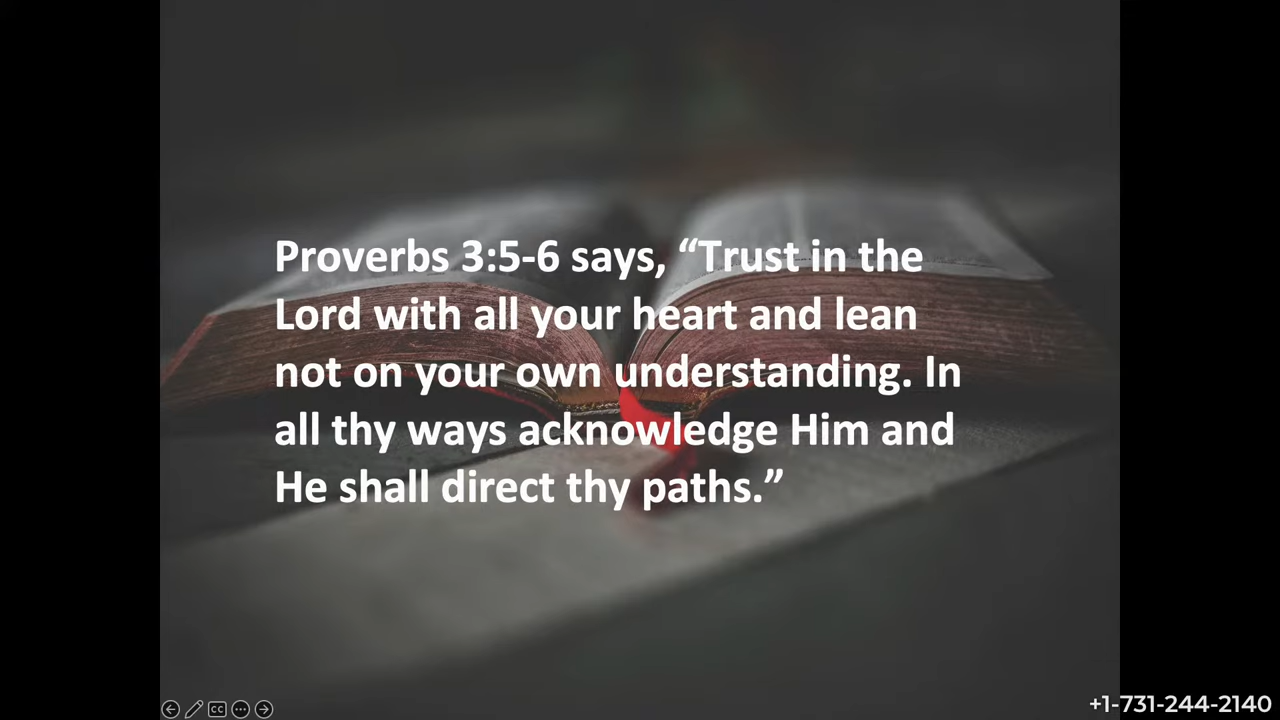 Proverbs 3:5-6 says, “Trust in the
Lord with all your heart and lean
not on your own understanding. In
all thy ways acknowledge Him and
He shall direct thy paths.”
CC
+1-731-244-2140